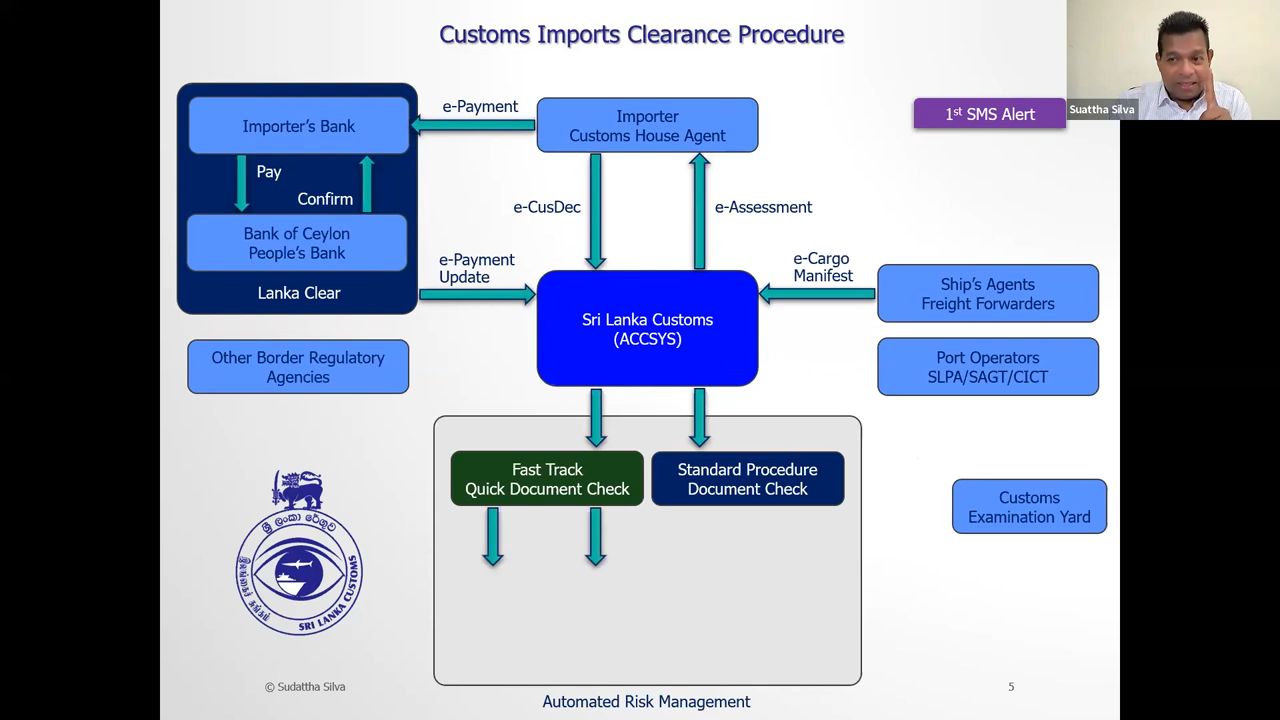 Customs Imports Clearance Procedure
Suattha Silva
Importer's Bank
e-Payment
Importer
Customs House Agent
1st SMS Alert
Pay
Confirm
e-CusDec
e-Assessment
Bank of Ceylon
People's Bank
Lanka Clear
e-Payment
Update
e-Cargo
Manifest
Ship's Agents
Freight Forwarders
Sri Lanka Customs
(ACCSYS)
Other Border Regulatory
Agencies
Port Operators
SLPA/SAGT/CICT
Fast Track
Quick Document Check
Standard Procedure
Document Check
Customs
Examination Yard
ශ්‍රී ලංකා රේගුව
இலங்கைச் சுங்கம்
SRI LANKA CUSTOMS
© Sudattha Silva
5
Automated Risk Management